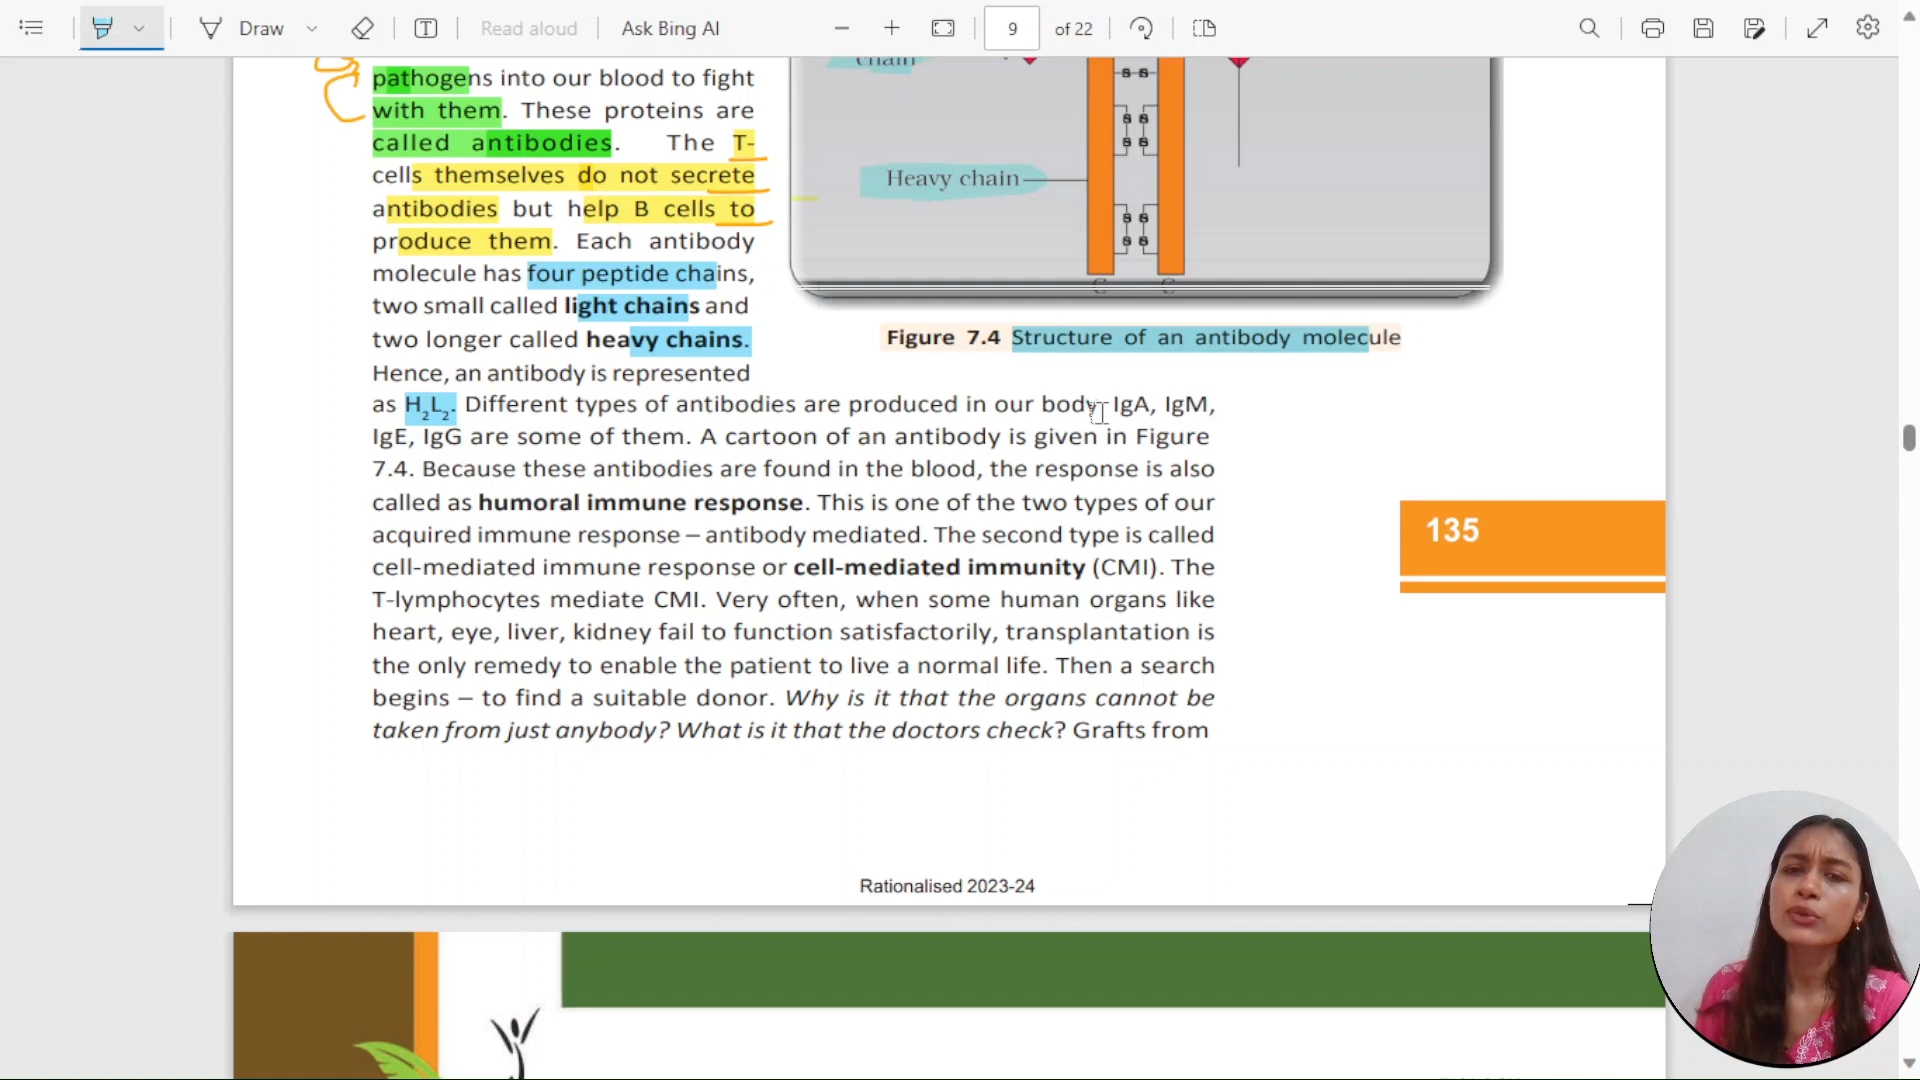 Draw
Read aloud
Ask Bing AI
9
of 22
pathogens into our blood to fight
with them. These proteins are
called antibodies. The T-
cells themselves do not secrete
antibodies but help B cells to
produce them. Each antibody
molecule has four peptide chains,
two small called light chains and
two longer called heavy chains.
Hence, an antibody is represented
as H₂L₂. Different types of antibodies are produced in our body. IgA, IgM,
IgE, IgG are some of them. A cartoon of an antibody is given in Figure
7.4. Because these antibodies are found in the blood, the response is also
called as humoral immune response. This is one of the two types of our
acquired immune response – antibody mediated. The second type is called
cell-mediated immune response or cell-mediated immunity (CMI). The
T-lymphocytes mediate CMI. Very often, when some human organs like
heart, eye, liver, kidney fail to function satisfactorily, transplantation is
the only remedy to enable the patient to live a normal life. Then a search
begins – to find a suitable donor. Why is it that the organs cannot be
taken from just anybody? What is it that the doctors check? Grafts from
chain
s s
s s
s s
Heavy chain
s s
s s
C C
Figure 7.4 Structure of an antibody molecule
135
Rationalised 2023-24